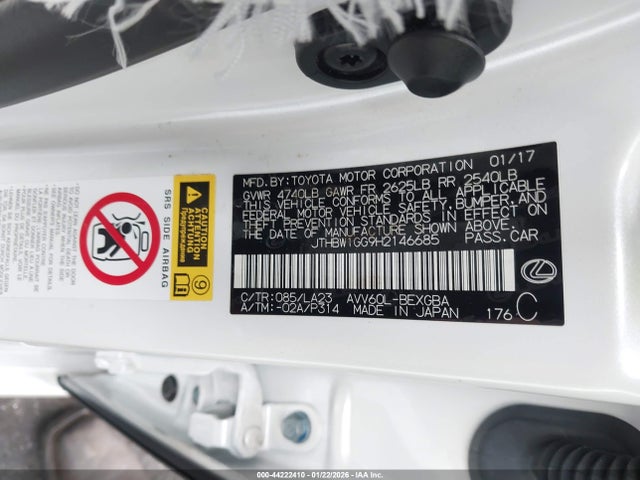 MFD. BY: TOYOTA MOTOR CORPORATION 01/17
GVWR 4740LB GAWR FR 2625LB RR 2540LB
THIS VEHICLE CONFORMS TO ALL APPLICABLE
FEDERAL MOTOR VEHICLE SAFETY, BUMPER, AND
THEFT PREVENTION STANDARDS IN EFFECT ON
THE DATE OF MANUFACTURE SHOWN ABOVE.
JTHBW1GG9H2146685 PASS.CAR
C/TR: 085/LA23 AVV60L-BEXGBA
A/TM: -02A/P314 MADE IN JAPAN 176 C
SRS SIDE AIRBAG
9
000-44222410 - 01/22/2026 - IAAI.COM